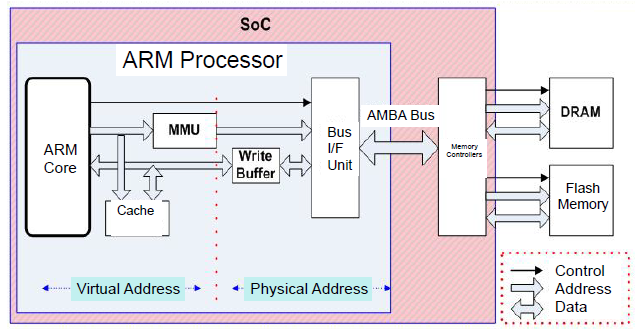 SoC
ARM Processor
ARM
Core
MMU
Write
Buffer
Cache
Bus
I/F
Unit
AMBA Bus
Memory
Controllers
DRAM
Flash
Memory
Virtual Address
Physical Address
Control
Address
Data